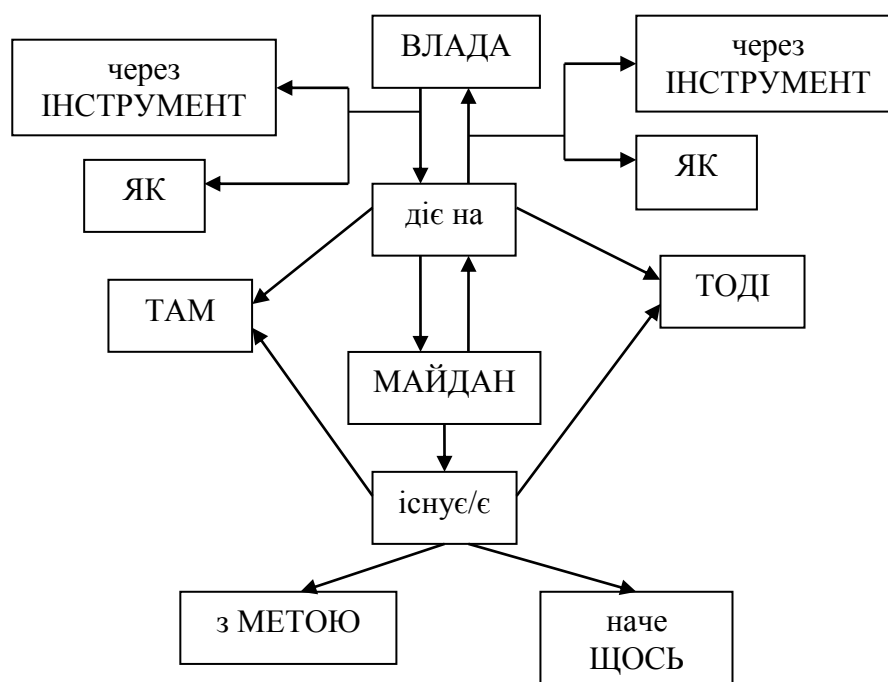 ВЛАДА
через
ІНСТРУМЕНТ
через
ІНСТРУМЕНТ
ЯК
ЯК
діє на
ТАМ
ТОДІ
МАЙДАН
існує/є
з МЕТОЮ
наче
ЩОСЬ